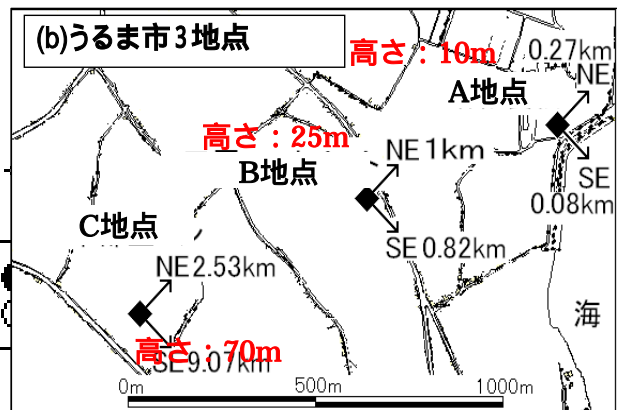 (b)うるま市3地点
高さ：10m
0.27km
NE
A地点
SE
0.08km
高さ：25m
NE 1km
B地点
SE 0.82km
C地点
NE 2.53km
高さ：70m
SE 9.07km
海
0m 500m 1000m